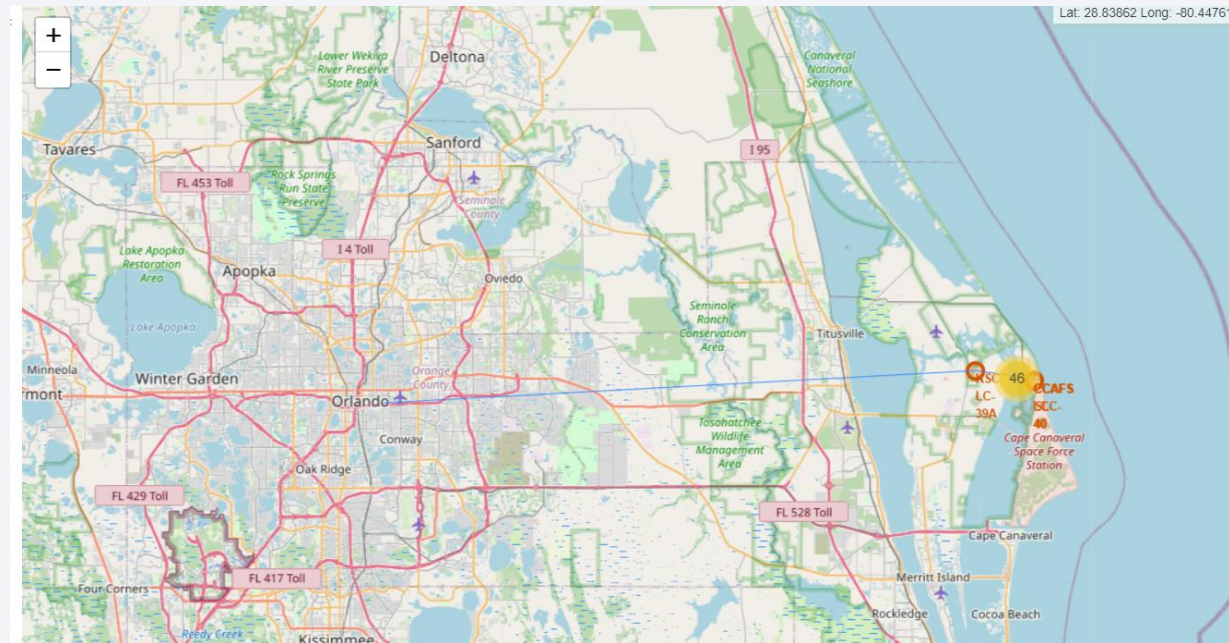 Lat: 28.83862 Long: -80.4476
+
−
Deltona
Canaveral
National
Seashore
Lower Wekiva
River Preserve
State Park
Tavares
Sanford
I 95
FL 453 Toll
Rock Springs
Run State
Preserve
Seminole
County
I 4 Toll
Lake Apopka
Restoration
Area
Apopka
Oviedo
Lake Apopka
Seminole
Ranch
Conservation
Area
Titusville
Minneola
Winter Garden
Orange
County
KSC
LC-
39A
46
CCAFS
SLC-
40
rmont
Orlando
Conway
Tosohatchee
Wildlife
Management
Area
Cape Canaveral
Space Force
Station
Oak Ridge
FL 429 Toll
FL 528 Toll
Cape Canaveral
FL 417 Toll
Four Corners
Merritt Island
Reedy Creek
Kissimmee
Rockledge
Cocoa Beach